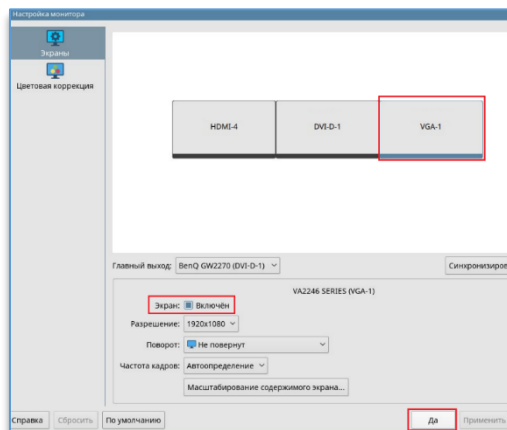 Настройка монитора
Экраны
Цветовая коррекция
HDMI-4 DVI-D-1 VGA-1
Главный выход: BenQ GW2270 (DVI-D-1) Синхронизиров
VA2246 SERIES (VGA-1)
Экран: Включён
Разрешение: 1920x1080
Поворот: Не повернут
Частота кадров: Автоопределение
Масштабирование содержимого экрана...
Справка Сбросить По умолчанию Да Применить